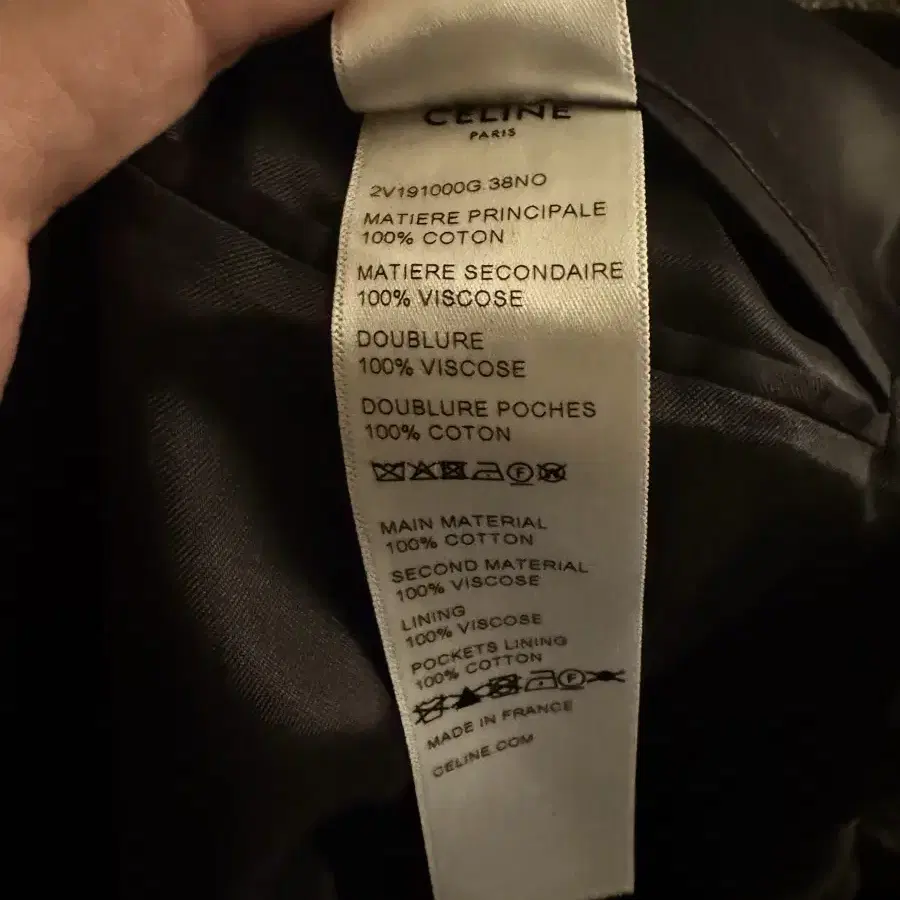 CELINE
PARIS
2V191000G.38NO
MATIERE PRINCIPALE
100% COTON
MATIERE SECONDAIRE
100% VISCOSE
DOUBLURE
100% VISCOSE
DOUBLURE POCHES
100% COTON
F W
MAIN MATERIAL
100% COTTON
SECOND MATERIAL
100% VISCOSE
LINING
100% VISCOSE
POCKETS LINING
100% COTTON
F
MADE IN FRANCE
CELINE.COM